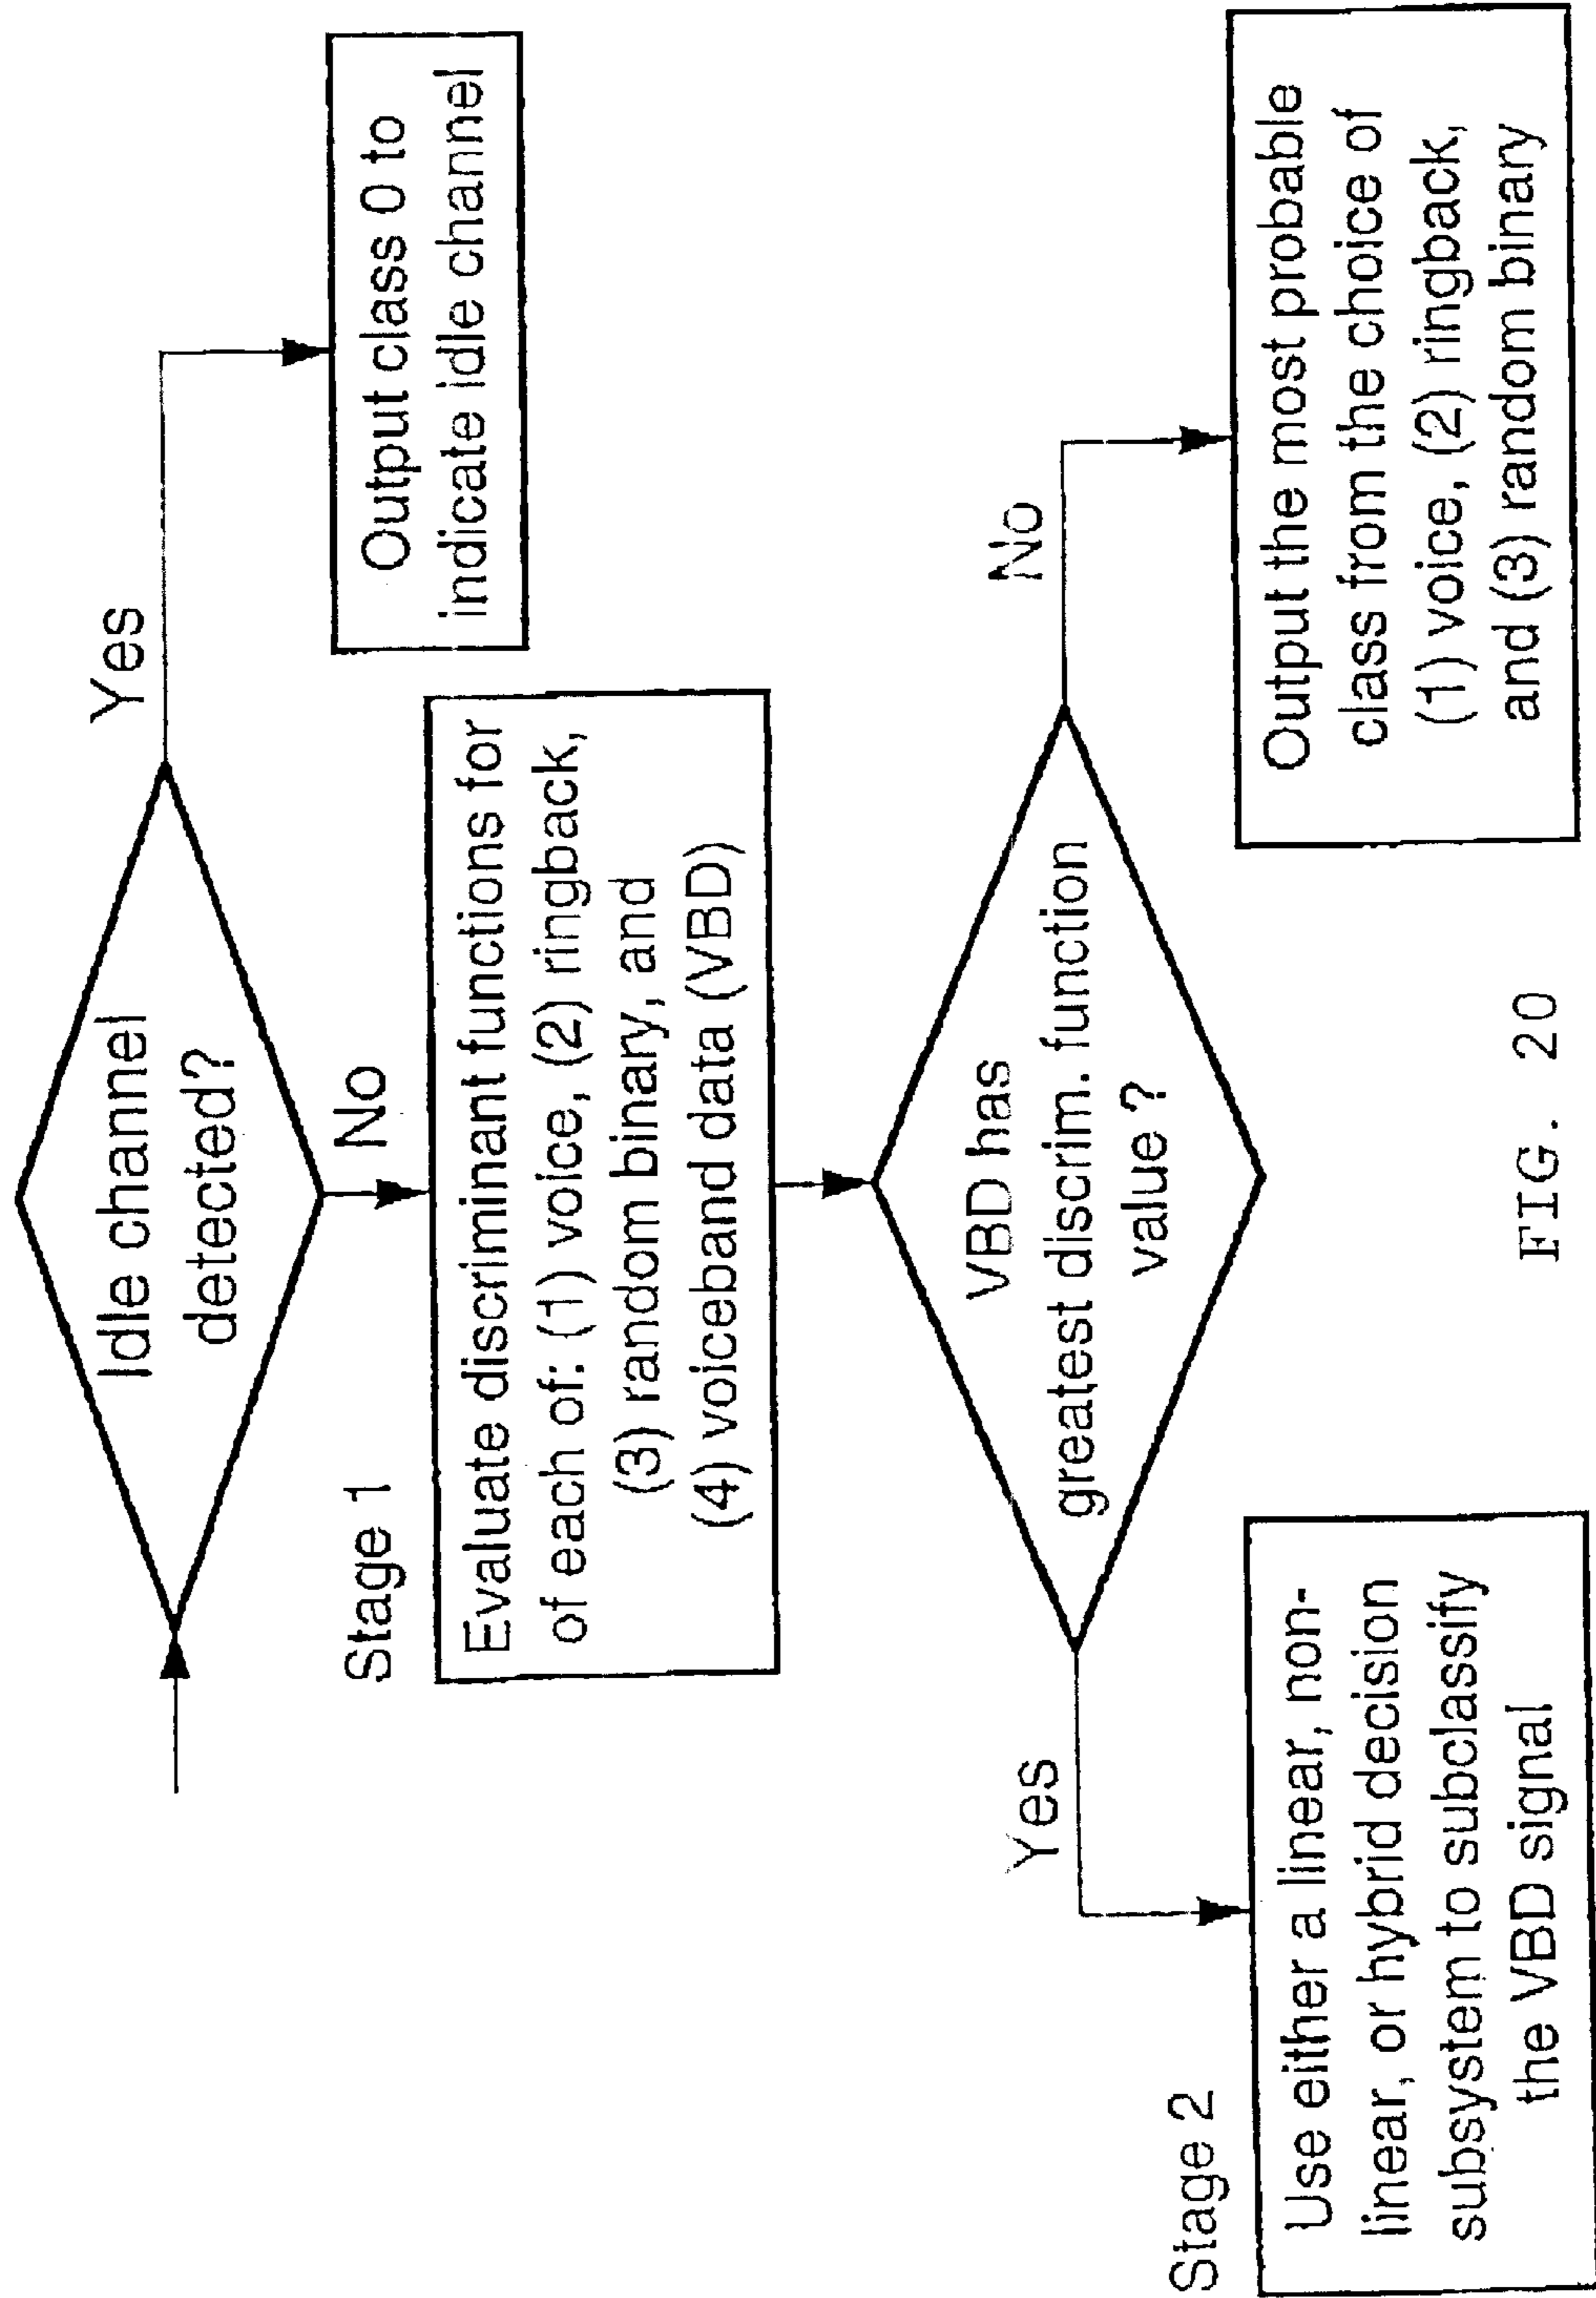 Idle channel
detected?
Yes
Output class 0 to
indicate idle channel
No
Stage 1
Evaluate discriminant functions for
of each of: (1) voice, (2) ringback,
(3) random binary, and
(4) voiceband data (VBD)
VBD has
greatest discrim. function
value ?
Yes
No
Stage 2
Use either a linear, non-
linear, or hybrid decision
subsystem to subclassify
the VBD signal
Output the most probable
class from the choice of
(1) voice, (2) ringback,
and (3) random binary
FIG. 20